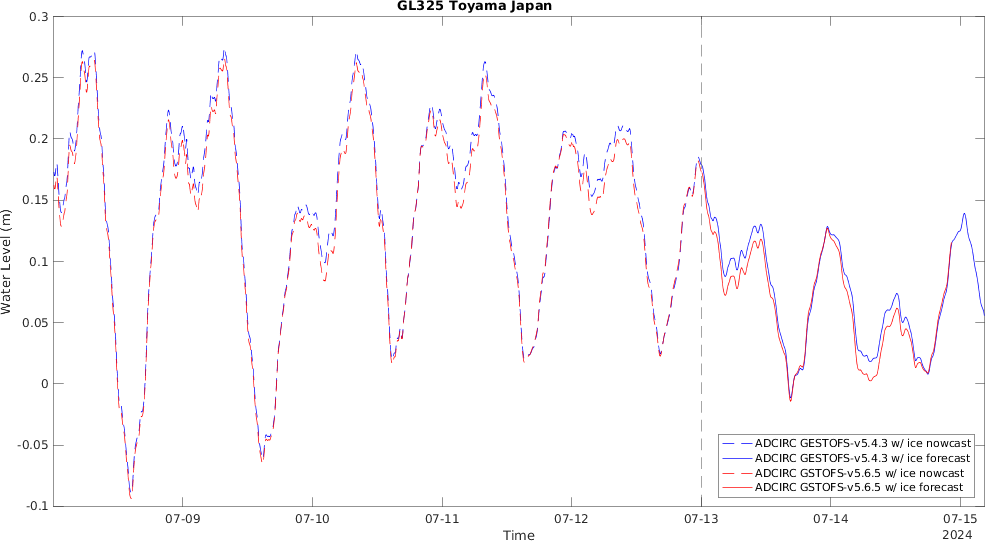 GL325 Toyama Japan
0.3
0.25
0.2
0.15
0.1
0.05
0
-0.05
-0.1
Water Level (m)
07-09 07-10 07-11 07-12 07-13 07-14 07-15
Time 2024
ADCIRC GESTOFS-v5.4.3 w/ ice nowcast
ADCIRC GESTOFS-v5.4.3 w/ ice forecast
ADCIRC GSTOFS-v5.6.5 w/ ice nowcast
ADCIRC GSTOFS-v5.6.5 w/ ice forecast